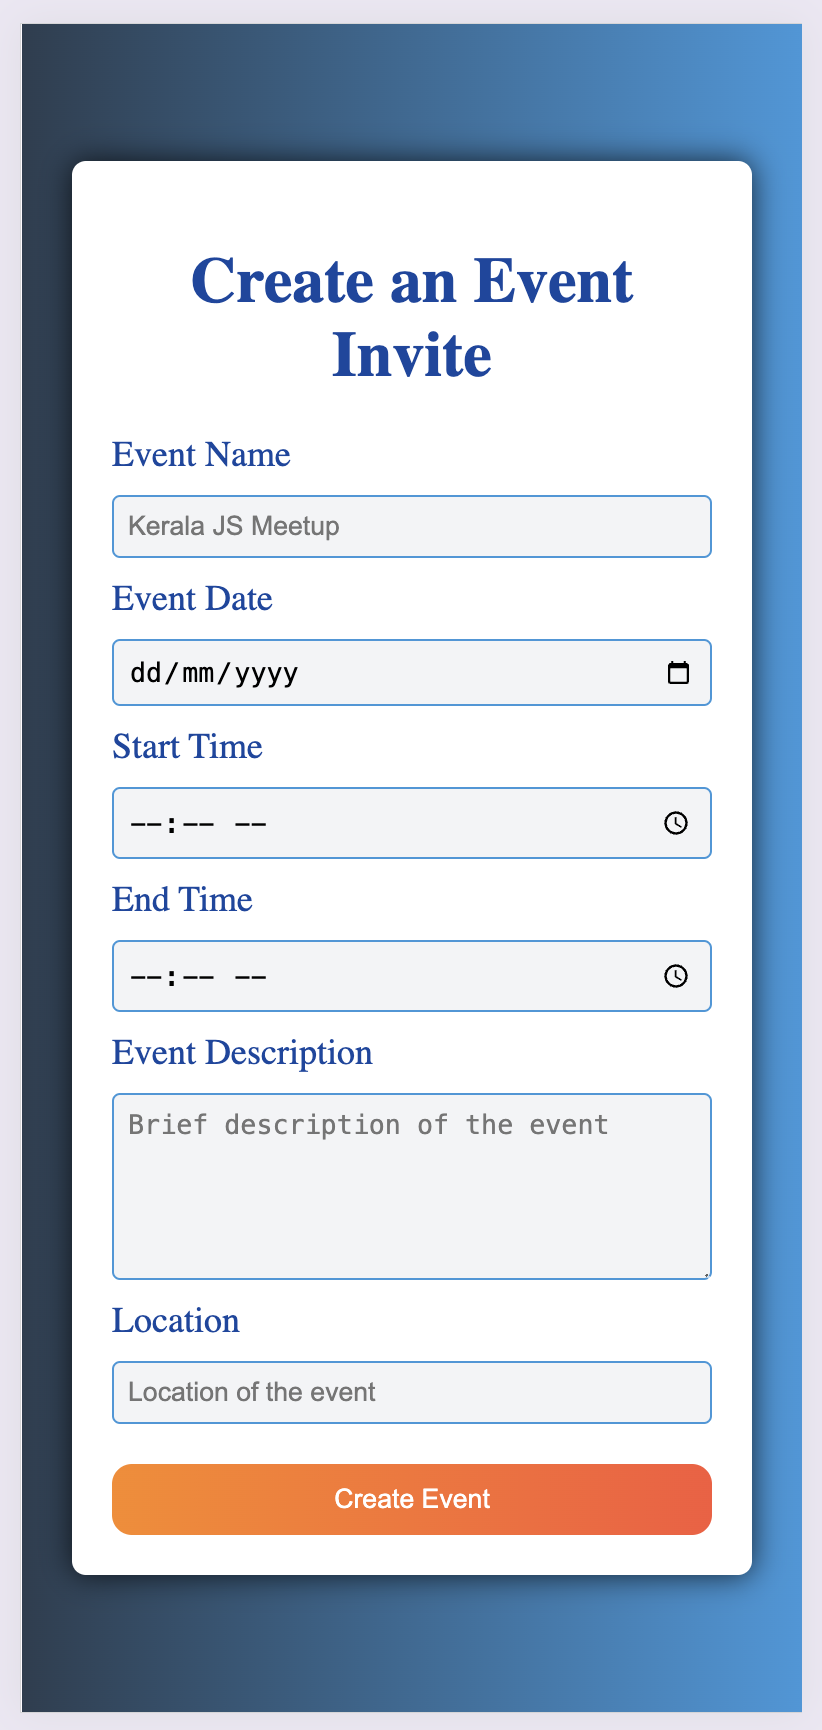 Create an Event
Invite
Event Name
Kerala JS Meetup
Event Date
dd/mm/yyyy
Start Time
--:-- --
End Time
--:-- --
Event Description
Brief description of the event
Location
Location of the event
Create Event